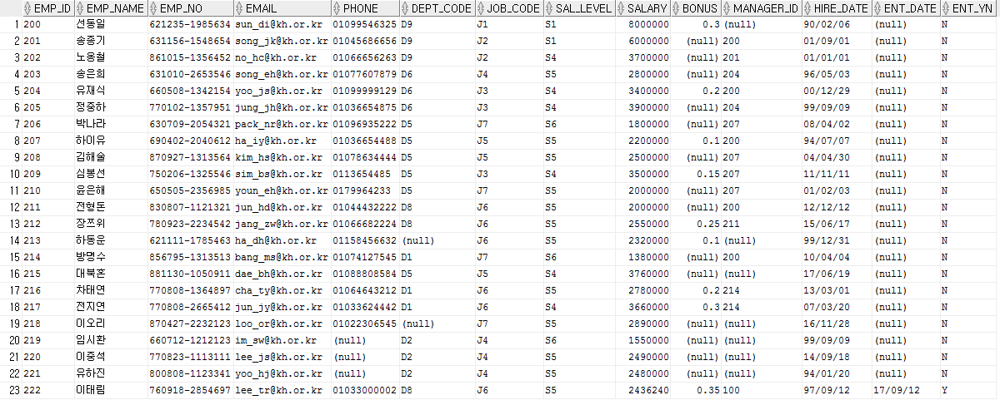 EMP_ID EMP_NAME EMP_NO EMAIL PHONE DEPT_CODE JOB_CODE SAL_LEVEL SALARY BONUS MANAGER_ID HIRE_DATE ENT_DATE ENT_YN
1 200 선동일 621235-1985634 sun_di@kh.or.kr 01099546325 D9 J1 S1 8000000 0.3 (null) 90/02/06 (null) N
2 201 송종기 631156-1548654 song_jk@kh.or.kr 01045686656 D9 J2 S1 6000000 (null) 200 01/09/01 (null) N
3 202 노옹철 861015-1356452 no_hc@kh.or.kr 01066656263 D9 J2 S4 3700000 (null) 201 01/01/01 (null) N
4 203 송은희 631010-2653546 song_eh@kh.or.kr 01077607879 D6 J4 S5 2800000 (null) 204 96/05/03 (null) N
5 204 유재식 660508-1342154 yoo_js@kh.or.kr 01099999129 D6 J3 S4 3400000 0.2 200 00/12/29 (null) N
6 205 정중하 770102-1357951 jung_jh@kh.or.kr 01036654875 D6 J3 S4 3900000 (null) 204 99/09/09 (null) N
7 206 박나라 630709-2054321 pack_nr@kh.or.kr 01096935222 D5 J7 S6 1800000 (null) 207 08/04/02 (null) N
8 207 하이유 690402-2040612 ha_iy@kh.or.kr 01036654488 D5 J5 S5 2200000 0.1 200 94/07/07 (null) N
9 208 김해술 870927-1313564 kim_hs@kh.or.kr 01078634444 D5 J5 S5 2500000 (null) 207 04/04/30 (null) N
10 209 심봉선 750206-1325546 sim_bs@kh.or.kr 0113654485 D5 J3 S4 3500000 0.15 207 11/11/11 (null) N
11 210 윤은해 650505-2356985 youn_eh@kh.or.kr 0179964233 D5 J7 S5 2000000 (null) 207 01/02/03 (null) N
12 211 전형돈 830807-1121321 jun_hd@kh.or.kr 01044432222 D8 J6 S5 2000000 (null) 200 12/12/12 (null) N
13 212 장쯔위 780923-2234542 jang_zw@kh.or.kr 01066682224 D8 J6 S5 2550000 0.25 211 15/06/17 (null) N
14 213 하동운 621111-1785463 ha_dh@kh.or.kr 01158456632 (null) J6 S5 2320000 0.1 (null) 99/12/31 (null) N
15 214 방명수 856795-1313513 bang_ms@kh.or.kr 01074127545 D1 J7 S6 1380000 (null) 200 10/04/04 (null) N
16 215 대북혼 881130-1050911 dae_bh@kh.or.kr 01088808584 D5 J5 S4 3760000 (null) (null) 17/06/19 (null) N
17 216 차태연 770808-1364897 cha_ty@kh.or.kr 01064643212 D1 J6 S5 2780000 0.2 214 13/03/01 (null) N
18 217 전지연 770808-2665412 jun_jy@kh.or.kr 01033624442 D1 J6 S4 3660000 0.3 214 07/03/20 (null) N
19 218 이오리 870427-2232123 loo_or@kh.or.kr 01022306545 (null) J7 S5 2890000 (null) (null) 16/11/28 (null) N
20 219 임시환 660712-1212123 im_sw@kh.or.kr (null) D2 J4 S6 1550000 (null) (null) 99/09/09 (null) N
21 220 이중석 770823-1113111 lee_js@kh.or.kr (null) D2 J4 S5 2490000 (null) (null) 14/09/18 (null) N
22 221 유하진 800808-1123341 yoo_hj@kh.or.kr (null) D2 J4 S5 2480000 (null) (null) 94/01/20 (null) N
23 222 이태림 760918-2854697 lee_tr@kh.or.kr 01033000002 D8 J6 S5 2436240 0.35 100 97/09/12 17/09/12 Y